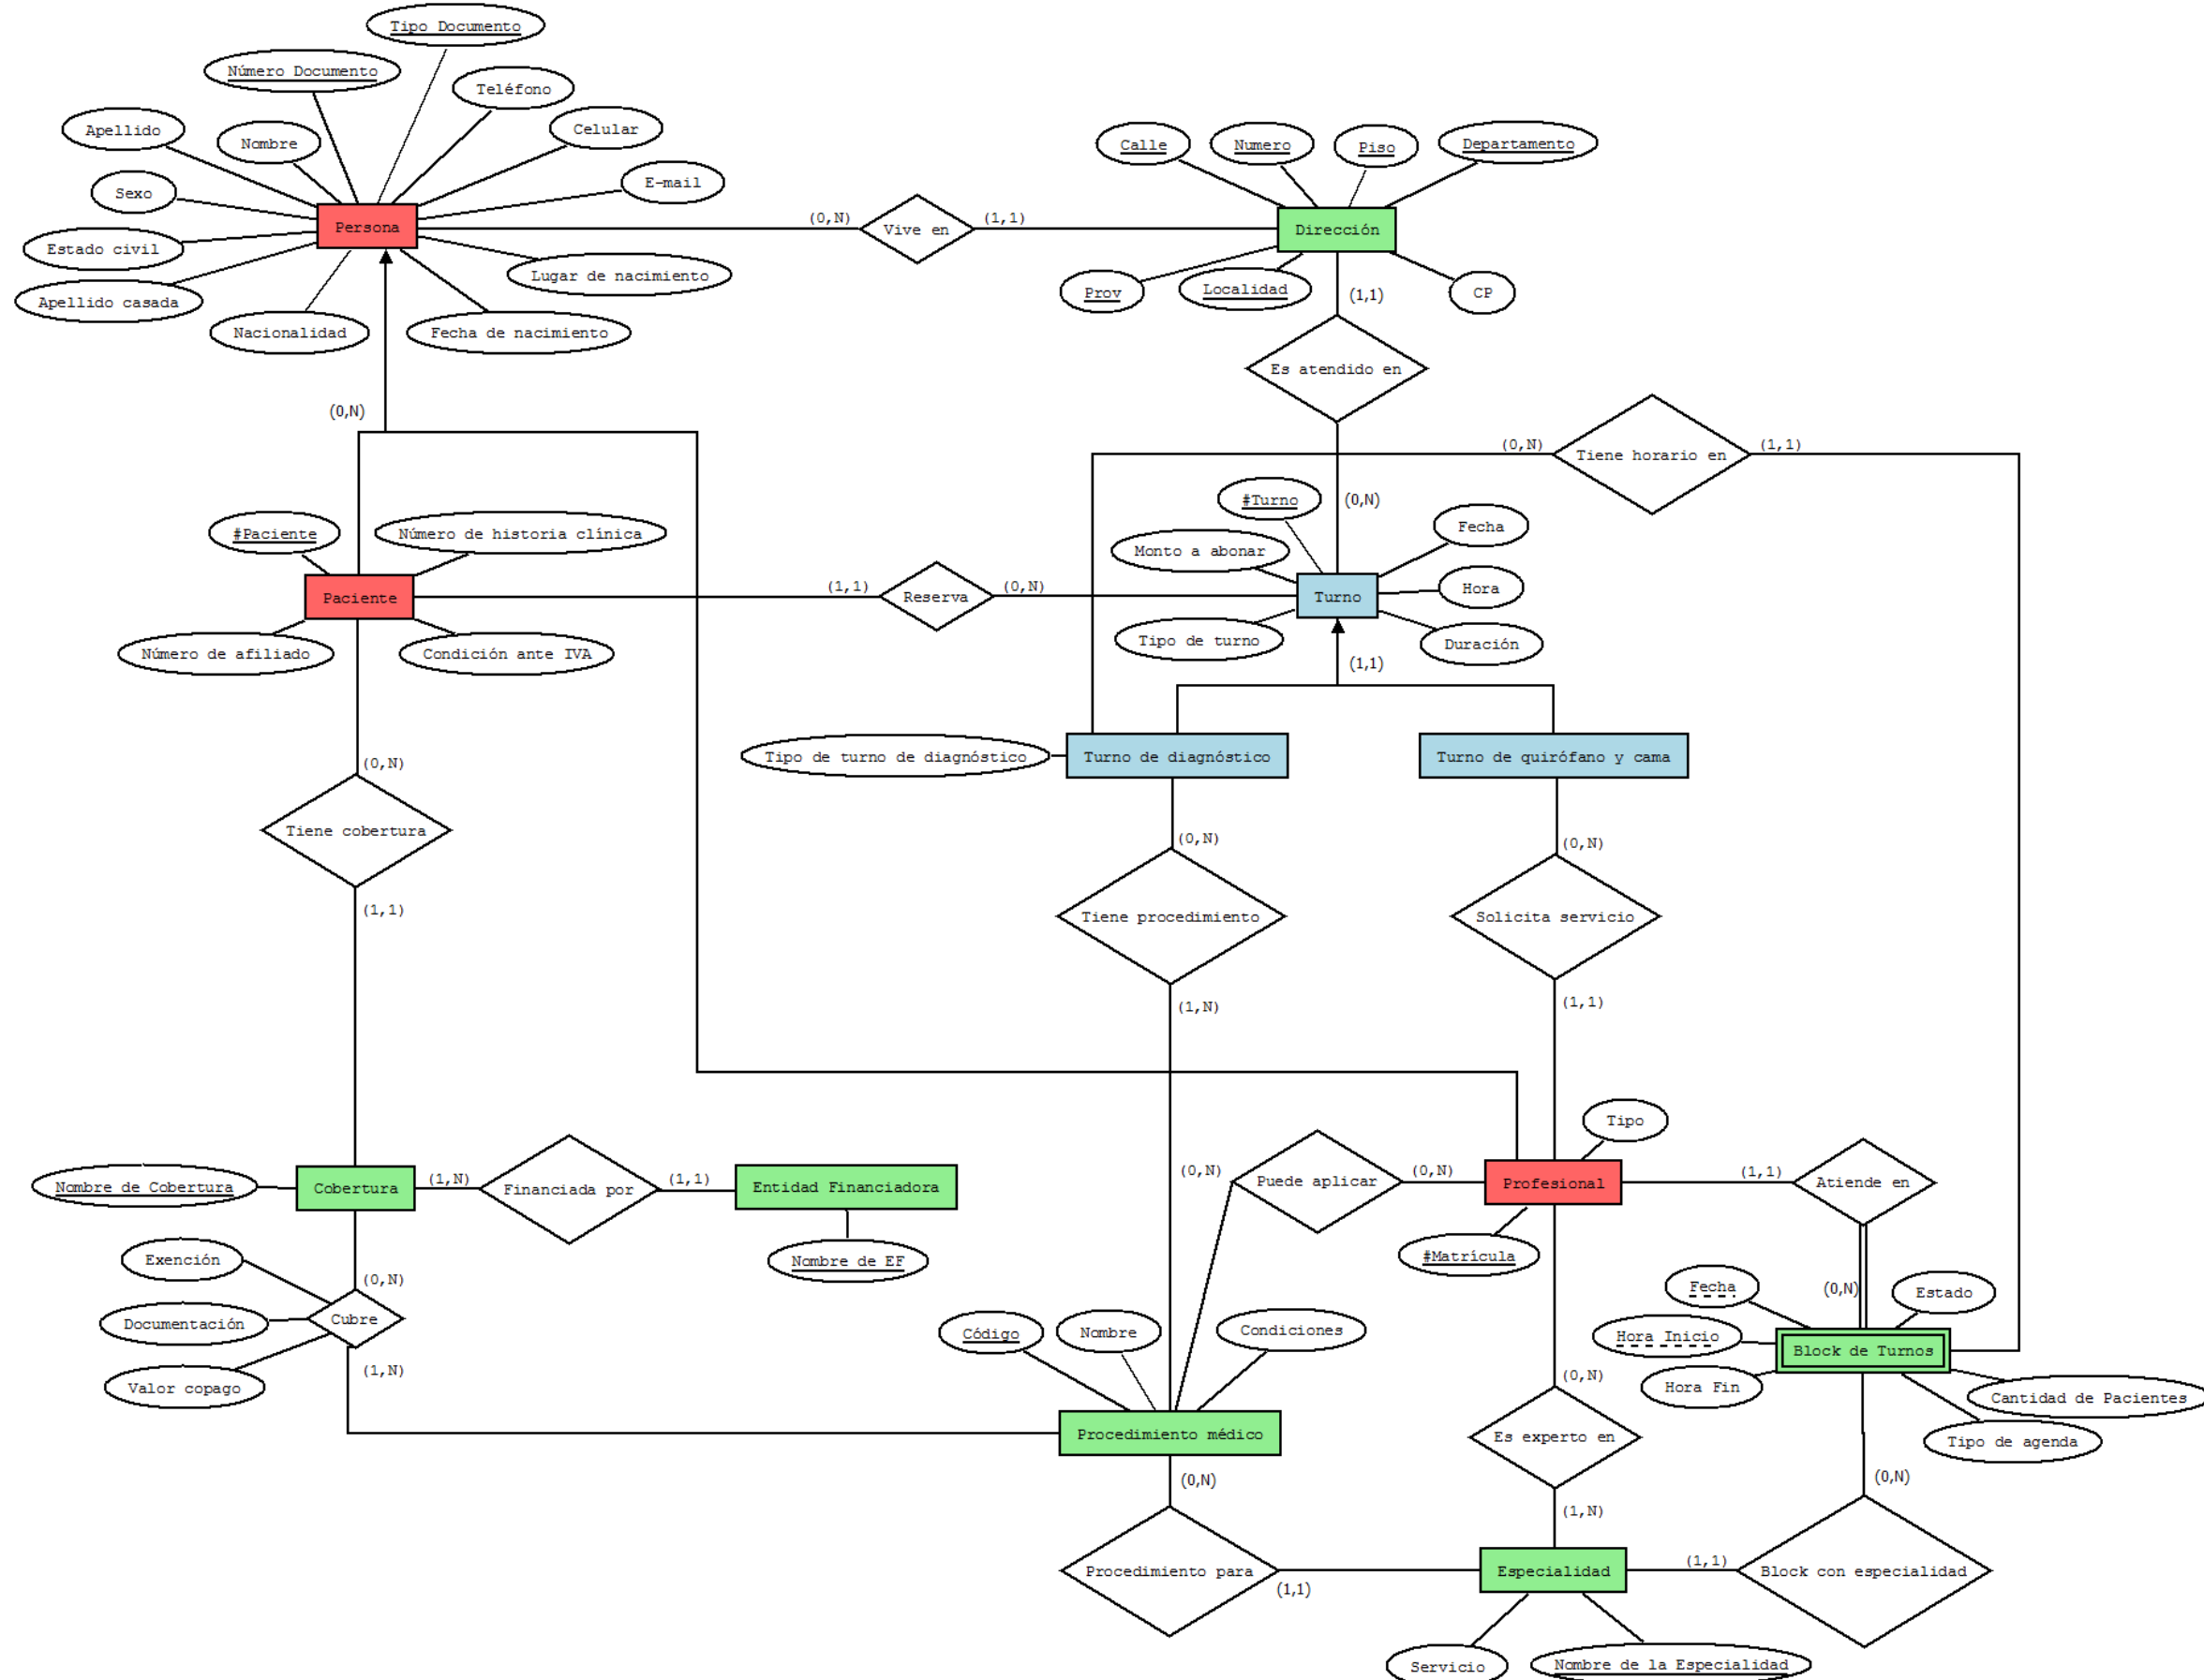 Tipo Documento
Número Documento
Teléfono
Apellido
Nombre
Celular
Sexo
E-mail
Persona
Estado civil
Lugar de nacimiento
Apellido casada
Nacionalidad
Fecha de nacimiento
(0,N)
Vive en
(1,1)
Calle
Numero
Piso
Departamento
Dirección
Prov
Localidad
CP
(1,1)
Es atendido en
(0,N)
(0,N)
Tiene horario en
(1,1)
#Turno
(0,N)
Fecha
Monto a abonar
Hora
Turno
Tipo de turno
Duración
(1,1)
#Paciente
Número de historia clínica
Paciente
(1,1)
Reserva
(0,N)
Número de afiliado
Condición ante IVA
Tipo de turno de diagnóstico
Turno de diagnóstico
Turno de quirófano y cama
(0,N)
Tiene cobertura
(1,1)
(0,N)
Tiene procedimiento
(1,N)
(0,N)
Solicita servicio
(1,1)
Tipo
Nombre de Cobertura
Cobertura
(1,N)
Financiada por
(1,1)
Entidad Financiadora
Nombre de EF
(0,N)
Puede aplicar
(0,N)
Profesional
(1,1)
Atiende en
#Matrícula
Exención
(0,N)
Documentación
Cubre
Valor copago
(1,N)
Código
Nombre
Condiciones
Fecha
(0,N)
Estado
Hora Inicio
Block de Turnos
Hora Fin
Cantidad de Pacientes
Tipo de agenda
Procedimiento médico
(0,N)
Es experto en
(1,N)
(0,N)
(0,N)
Procedimiento para
(1,1)
Especialidad
(1,1)
Block con especialidad
Servicio
Nombre de la Especialidad